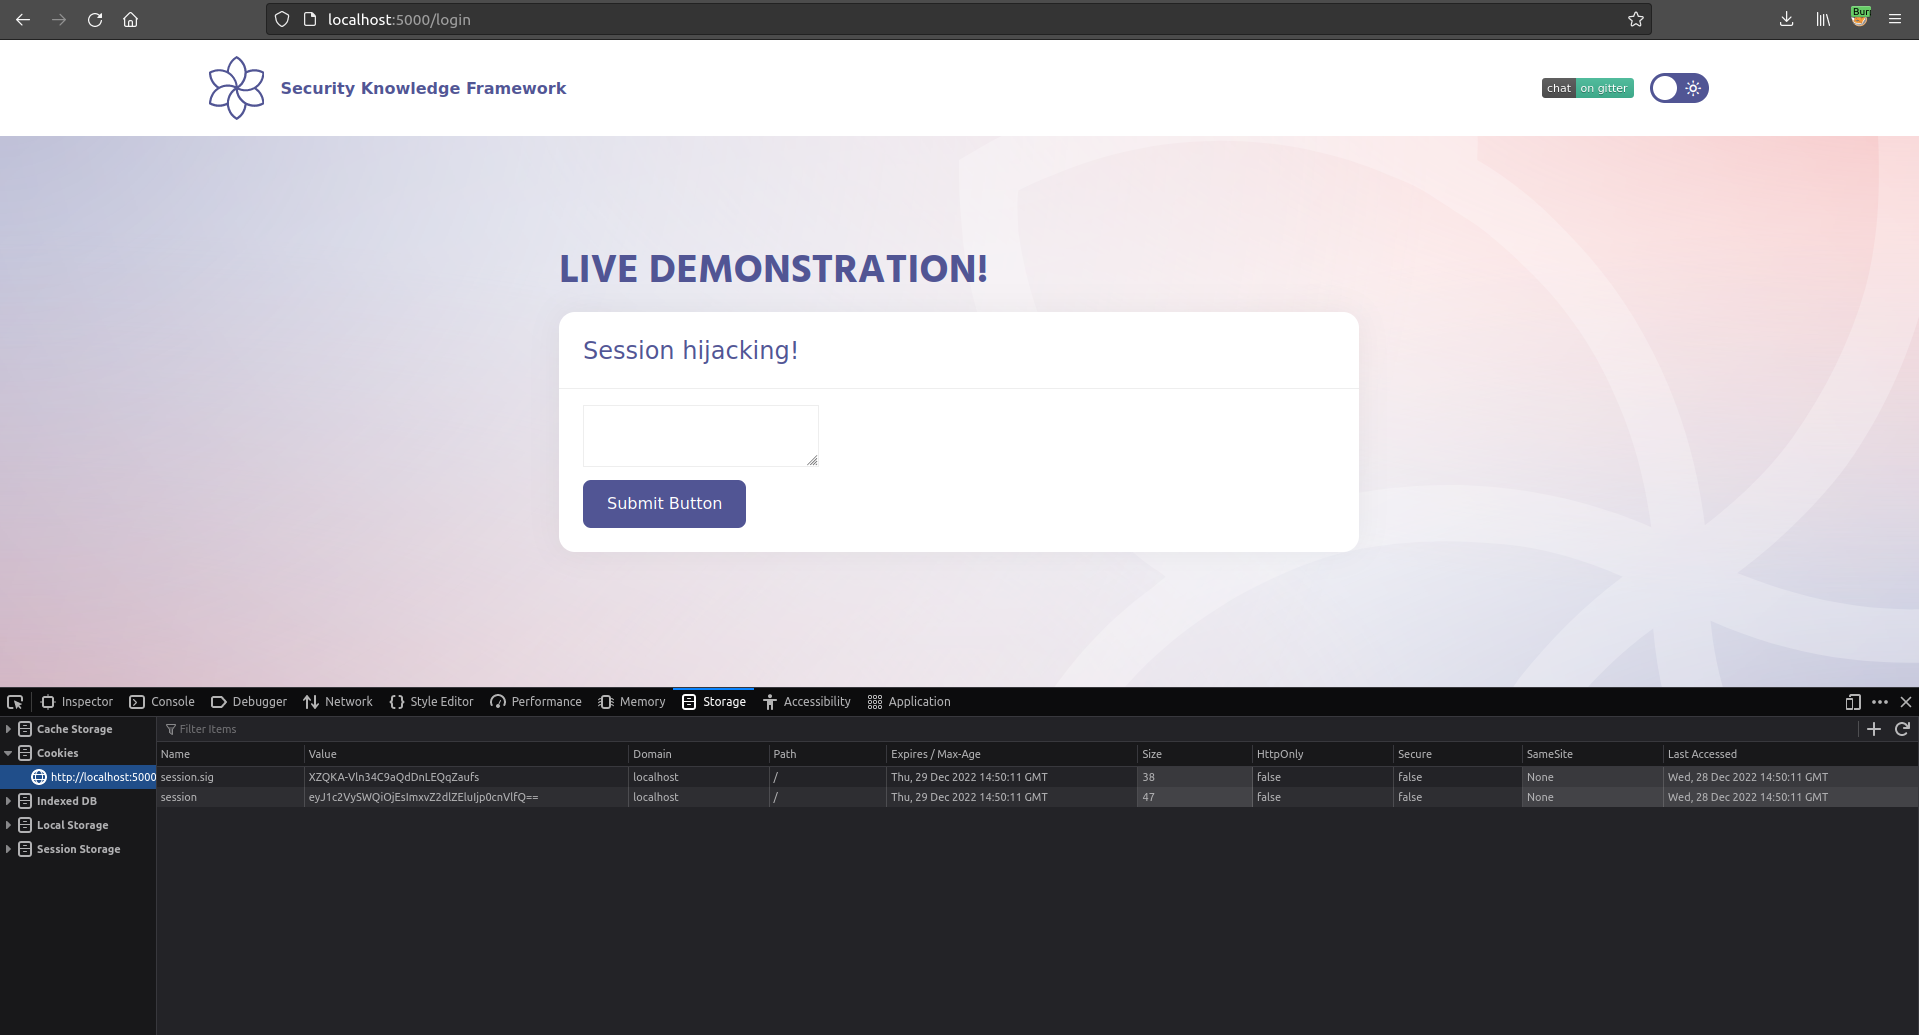 localhost:5000/login
Security Knowledge Framework
chat on gitter
LIVE DEMONSTRATION!
Session hijacking!
Submit Button
Inspector Console Debugger Network Style Editor Performance Memory Storage Accessibility Application
Cache Storage
Cookies
http://localhost:5000
Indexed DB
Local Storage
Session Storage
Filter Items
Name Value Domain Path Expires / Max-Age Size HttpOnly Secure SameSite Last Accessed
session.sig XZQKA-Vln34C9aQdDnLEQqZaufs localhost / Thu, 29 Dec 2022 14:50:11 GMT 38 false false None Wed, 28 Dec 2022 14:50:11 GMT
session eyJ1c2VySWQiOjEsImxvZ2dlZEluIjp0cnVlfQ== localhost / Thu, 29 Dec 2022 14:50:11 GMT 47 false false None Wed, 28 Dec 2022 14:50:11 GMT